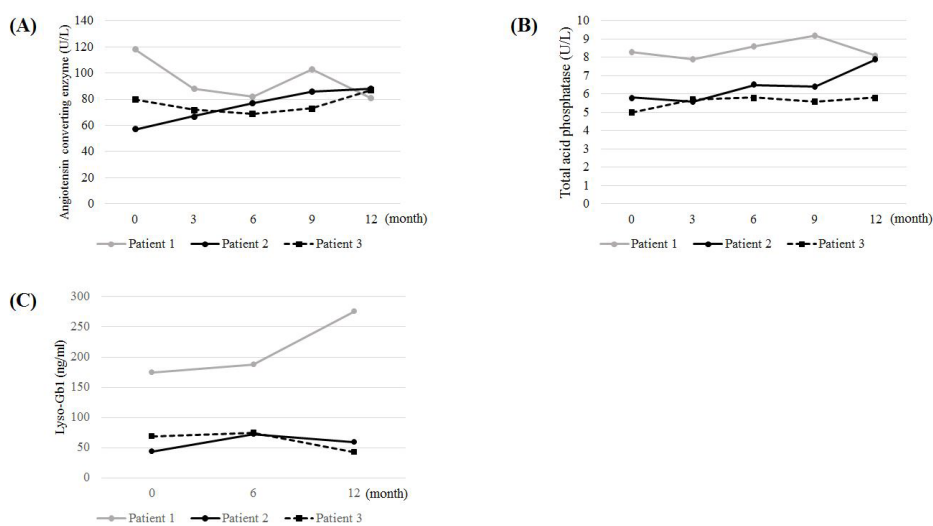 (A)
Angiotensin converting enzyme (U/L)
140
120
100
80
60
40
20
0
0 3 6 9 12 (month)
Patient 1 Patient 2 Patient 3
(B)
Total acid phosphatase (U/L)
10
9
8
7
6
5
4
3
2
1
0
0 3 6 9 12 (month)
Patient 1 Patient 2 Patient 3
(C)
Lyso-Gb1 (ng/ml)
300
250
200
150
100
50
0
0 6 12 (month)
Patient 1 Patient 2 Patient 3